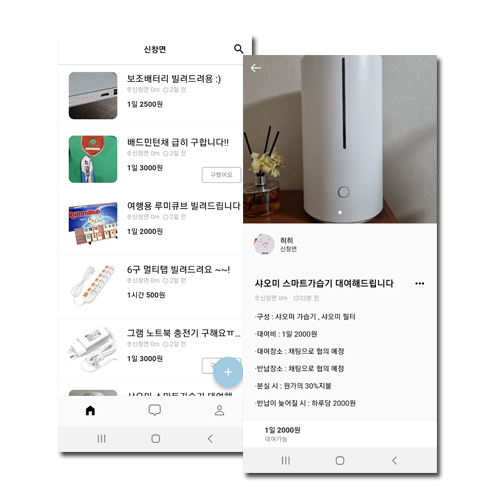 신창면
보조배터리 빌려드려용 :)
신창면 0m 2일 전
1일 2500원
배드민턴채 급히 구합니다!!
신창면 0m 2일 전
1일 3000원
구했어요
여행용 루미큐브 빌려드립니다
신창면 0m 2일 전
1일 2000원
6구 멀티탭 빌려드려요 ~~!
신창면 0m 2일 전
1시간 500원
그램 노트북 충전기 구해요ㅠ...
신창면 0m 2일 전
1일 3000원
샤오미 스마트가습기 대여해
히히
신창면
샤오미 스마트가습기 대여해드립니다
신창면 0m 32분 전
·구성 : 샤오미 가습기 , 샤오미 필터
·대여비 : 1일 2000원
·대여장소 : 채팅으로 협의 예정
·반납장소 : 채팅으로 협의 예정
·분실 시 : 원가의 30%지불
·반납이 늦어질 시 : 하루당 2000원
1일 2000원
대여가능